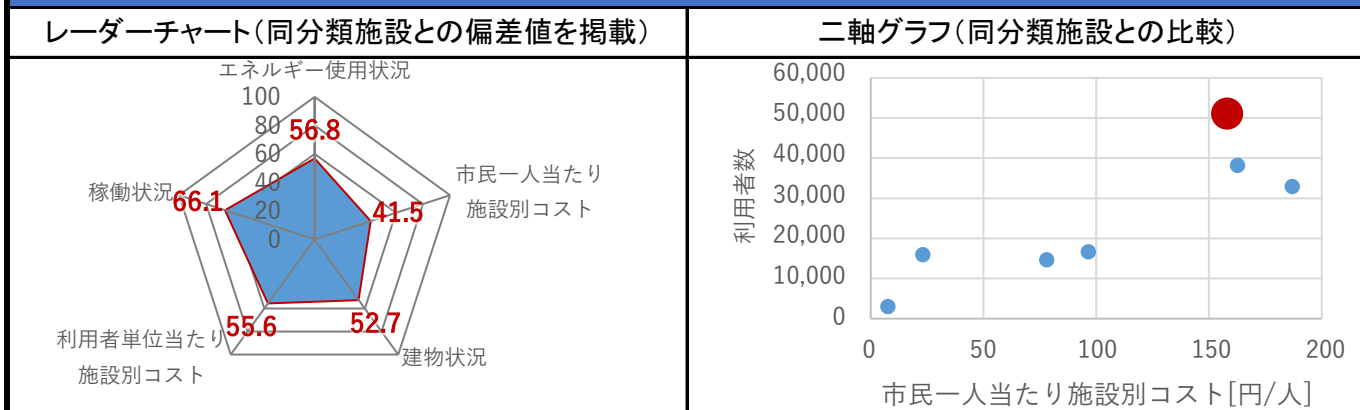 レーダーチャート(同分類施設との偏差値を掲載)
エネルギー使用状況
100
80
60
40
20
0
56.8
市民一人当たり
施設別コスト
41.5
稼働状況
66.1
利用者単位当たり
施設別コスト
55.6
52.7
建物状況
二軸グラフ(同分類施設との比較)
60,000
50,000
40,000
30,000
20,000
10,000
0
利用者数
0 50 100 150 200
市民一人当たり施設別コスト[円/人]